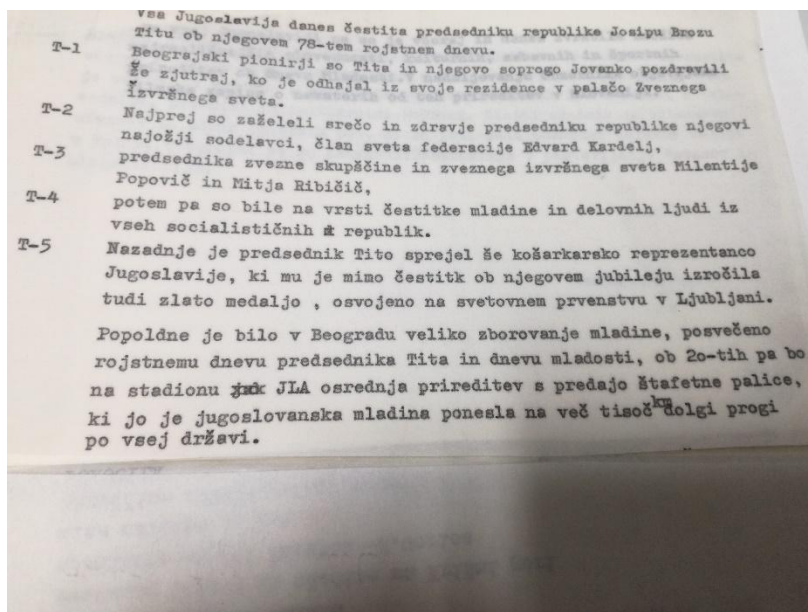 Vsa Jugoslavija danes čestita predsedniku republike Josipu Brozu
Titu ob njegovem 78-tem rojstnem dnevu.
T-1 Beograjski pionirji so Tita in njegovo soprogo Jovanko pozdravili
že zjutraj, ko je odhajal iz svoje rezidence v palačo Zveznega
izvršnega sveta.
T-2 Najprej so zaželeli srečo in zdravje predsedniku republike njegovi
najožji sodelavci, član sveta federacije Edvard Kardelj,
T-3 predsednika zvezne skupščine in zveznega izvršnega sveta Milentije
Popovič in Mitja Ribičič,
T-4 potem pa so bile na vrsti čestitke mladine in delovnih ljudi iz
vseh socialističnih republik.
T-5 Nazadnje je predsednik Tito sprejel še košarkarsko reprezentanco
Jugoslavije, ki mu je mimo čestitk ob njegovem jubileju izročila
tudi zlato medaljo , osvojeno na svetovnem prvenstvu v Ljubljani.
Popoldne je bilo v Beogradu veliko zborovanje mladine, posvečeno
rojstnemu dnevu predsednika Tita in dnevu mladosti, ob 2o-tih pa bo
na stadionu JLA osrednja prireditev s predajo štafetne palice,
ki jo je jugoslovanska mladina ponesla na več tisoč km dolgi progi
po vsej državi.